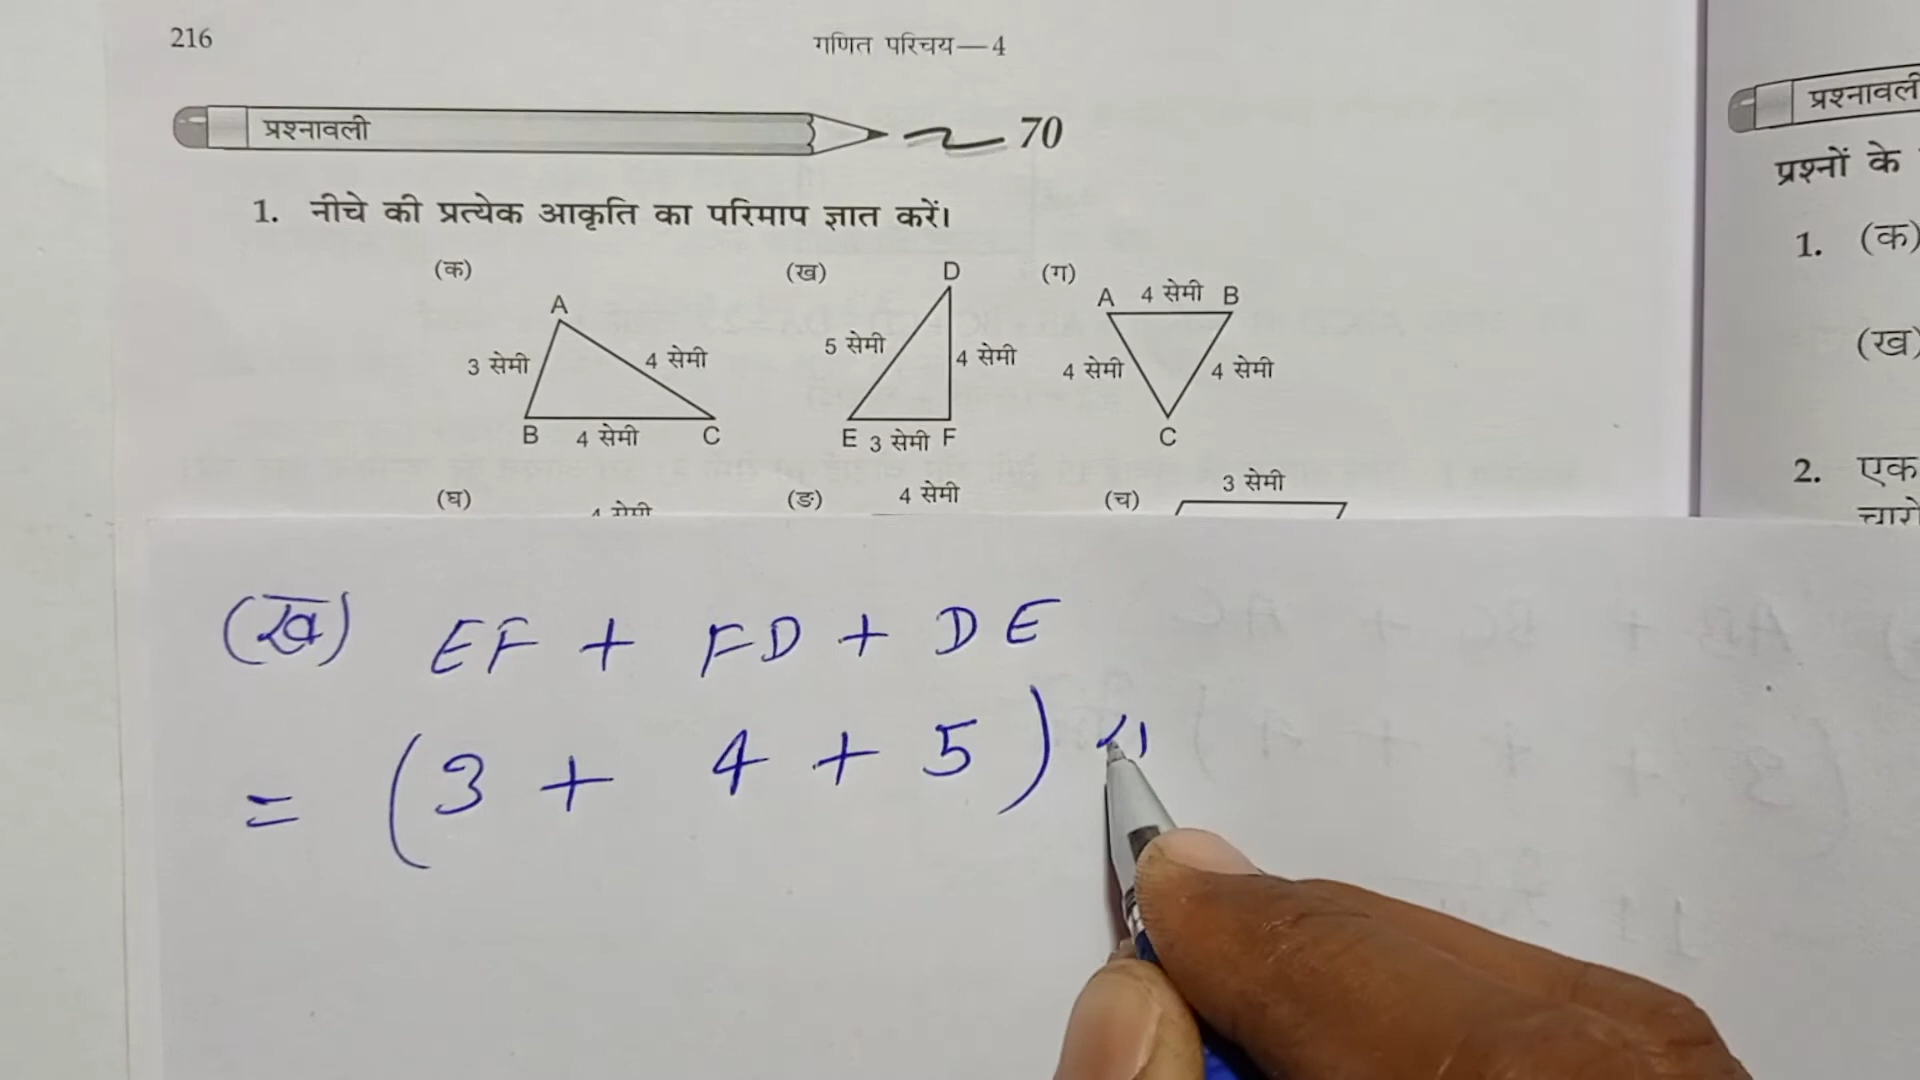 216
गणित परिचय—4
प्रश्नावली
70
1. नीचे की प्रत्येक आकृति का परिमाप ज्ञात करें।
(क)
A
3 सेमी
4 सेमी
B 4 सेमी C
(ख)
D
5 सेमी
4 सेमी
E 3 सेमी F
(ग)
A 4 सेमी B
4 सेमी
4 सेमी
C
(घ)
(ङ)
4 सेमी
(च)
3 सेमी
प्रश्नावली
प्रश्नों के
1. (क)
(ख)
2. एक
चारो
(ख) EF + FD + DE
= (3 + 4 + 5)